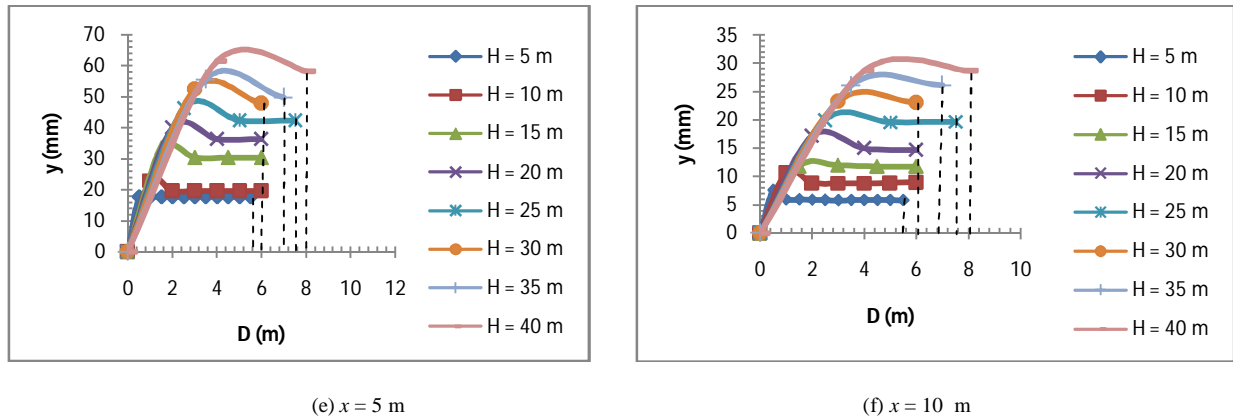 70
60
50
40
30
20
10
0
y (mm)
0 2 4 6 8 10 12
D (m)
H = 5 m
H = 10 m
H = 15 m
H = 20 m
H = 25 m
H = 30 m
H = 35 m
H = 40 m
(e) x = 5 m
35
30
25
20
15
10
5
0
y (mm)
0 2 4 6 8 10
D (m)
H = 5 m
H = 10 m
H = 15 m
H = 20 m
H = 25 m
H = 30 m
H = 35 m
H = 40 m
(f) x = 10 m